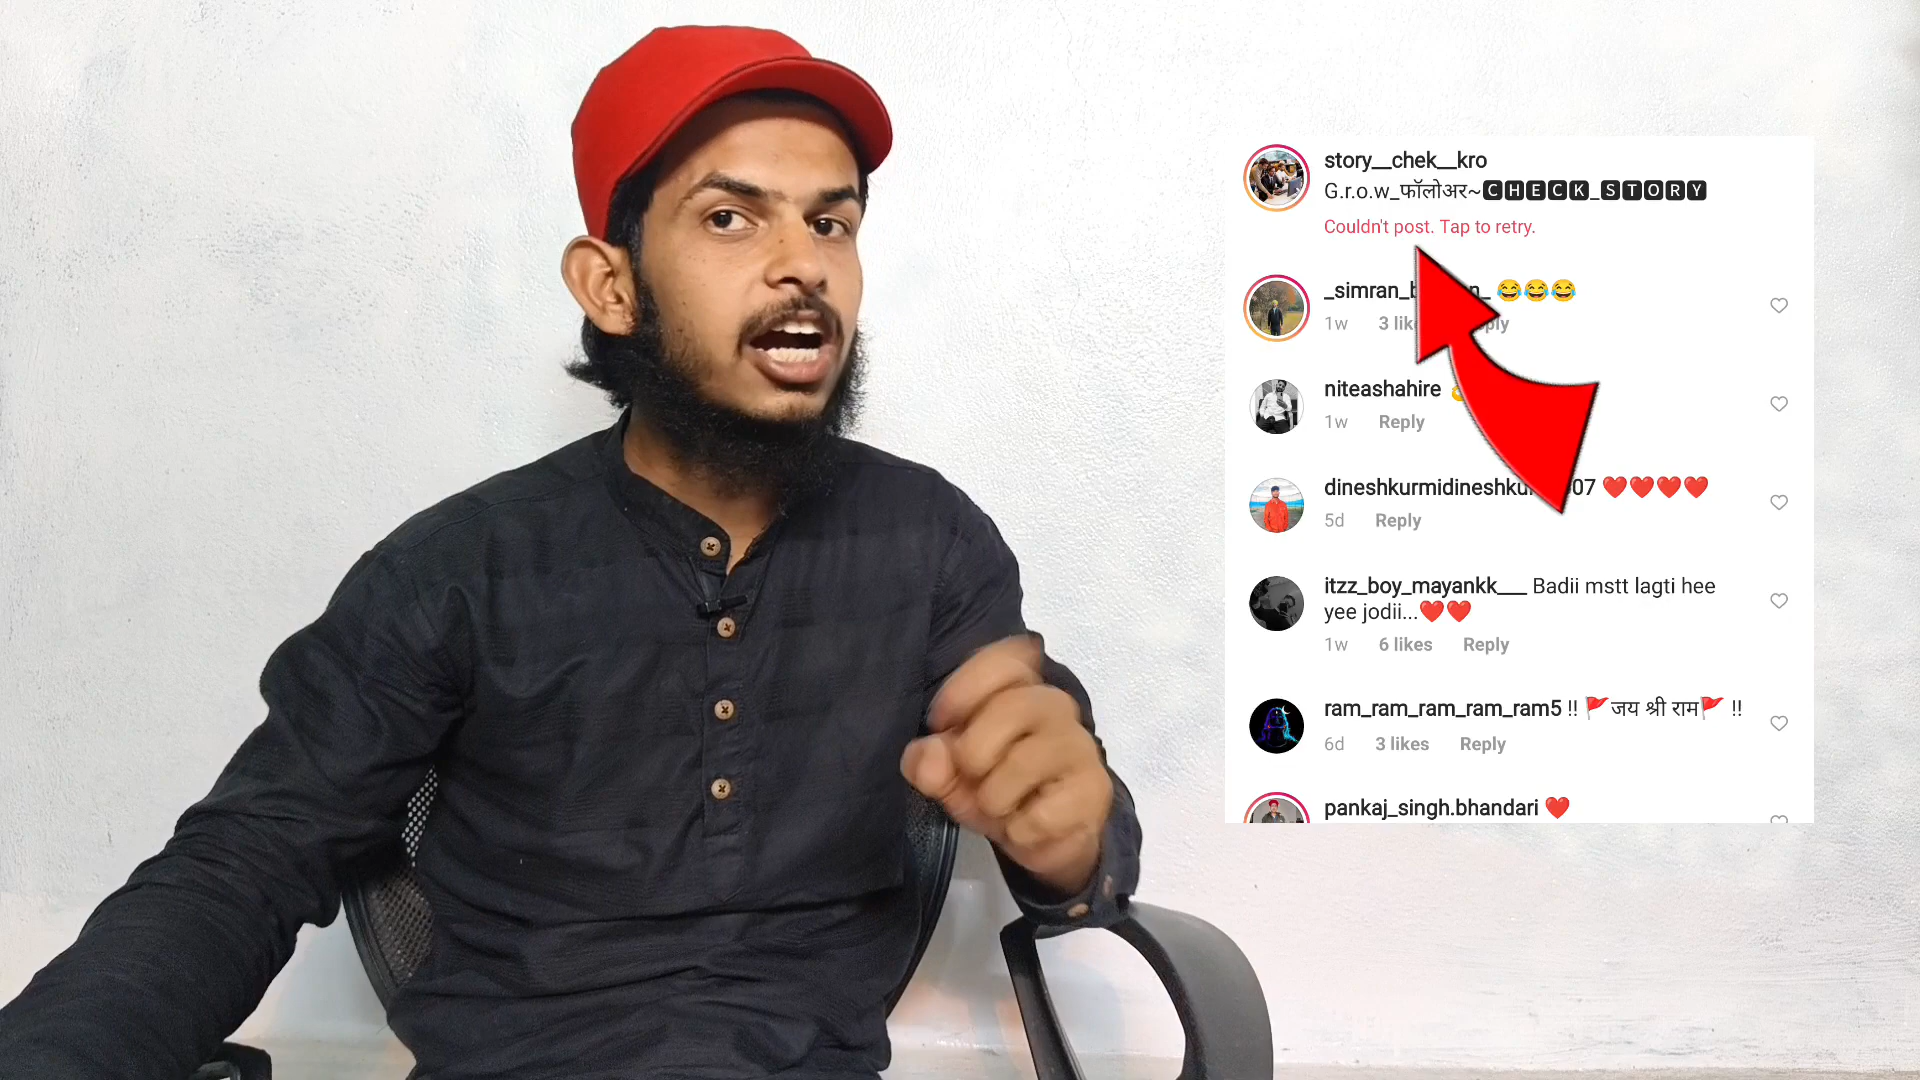 story__chek__kro
G.r.o.w_फॉलोअर~🅲🅷🅴🅲🅺_🆂🆃🅾🆁🆈
Couldn't post. Tap to retry.
😂😂😂
1w 3
niteashahire
1w Reply
❤️❤️❤️❤️
5d Reply
itzz_boy_mayankk___ Badii mstt lagti hee
yee jodii...❤️❤️
1w 6 likes Reply
ram_ram_ram_ram_ram5 !! 🚩जय श्री राम🚩 !!
6d 3 likes Reply
pankaj_singh.bhandari ❤️